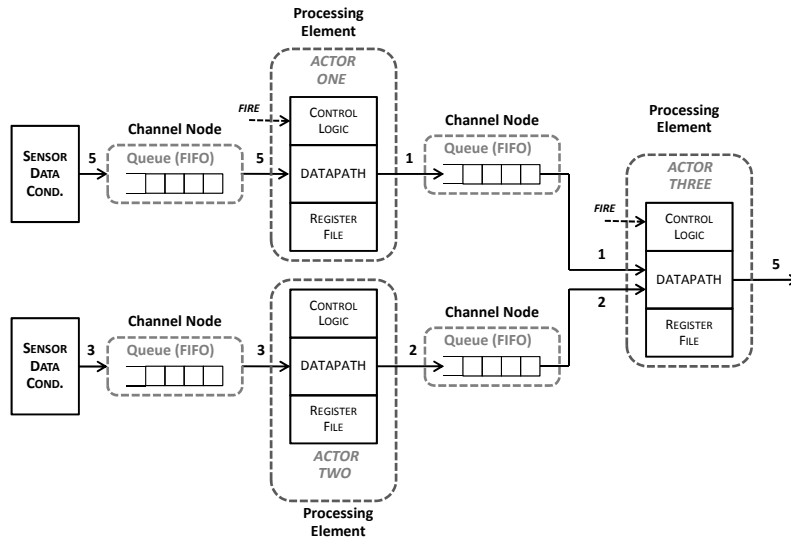 Processing
Element
ACTOR
ONE
FIRE
CONTROL
LOGIC
DATAPATH
REGISTER
FILE
SENSOR
DATA
COND.
5
Channel Node
Queue (FIFO)
5
1
Channel Node
Queue (FIFO)
Processing
Element
ACTOR
THREE
FIRE
CONTROL
LOGIC
DATAPATH
REGISTER
FILE
1
2
5
SENSOR
DATA
COND.
3
Channel Node
Queue (FIFO)
3
CONTROL
LOGIC
DATAPATH
REGISTER
FILE
ACTOR
TWO
Processing
Element
2
Channel Node
Queue (FIFO)